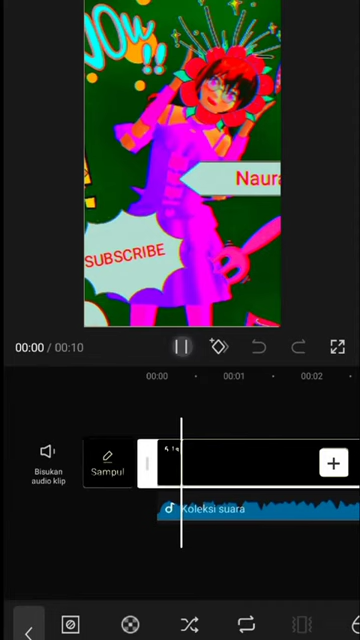 WOW!!
Naura
SUBSCRIBE
00:00 / 00:10
00:00
00:01
00:02
Bisukan
audio klip
Sampul
Koleksi suara